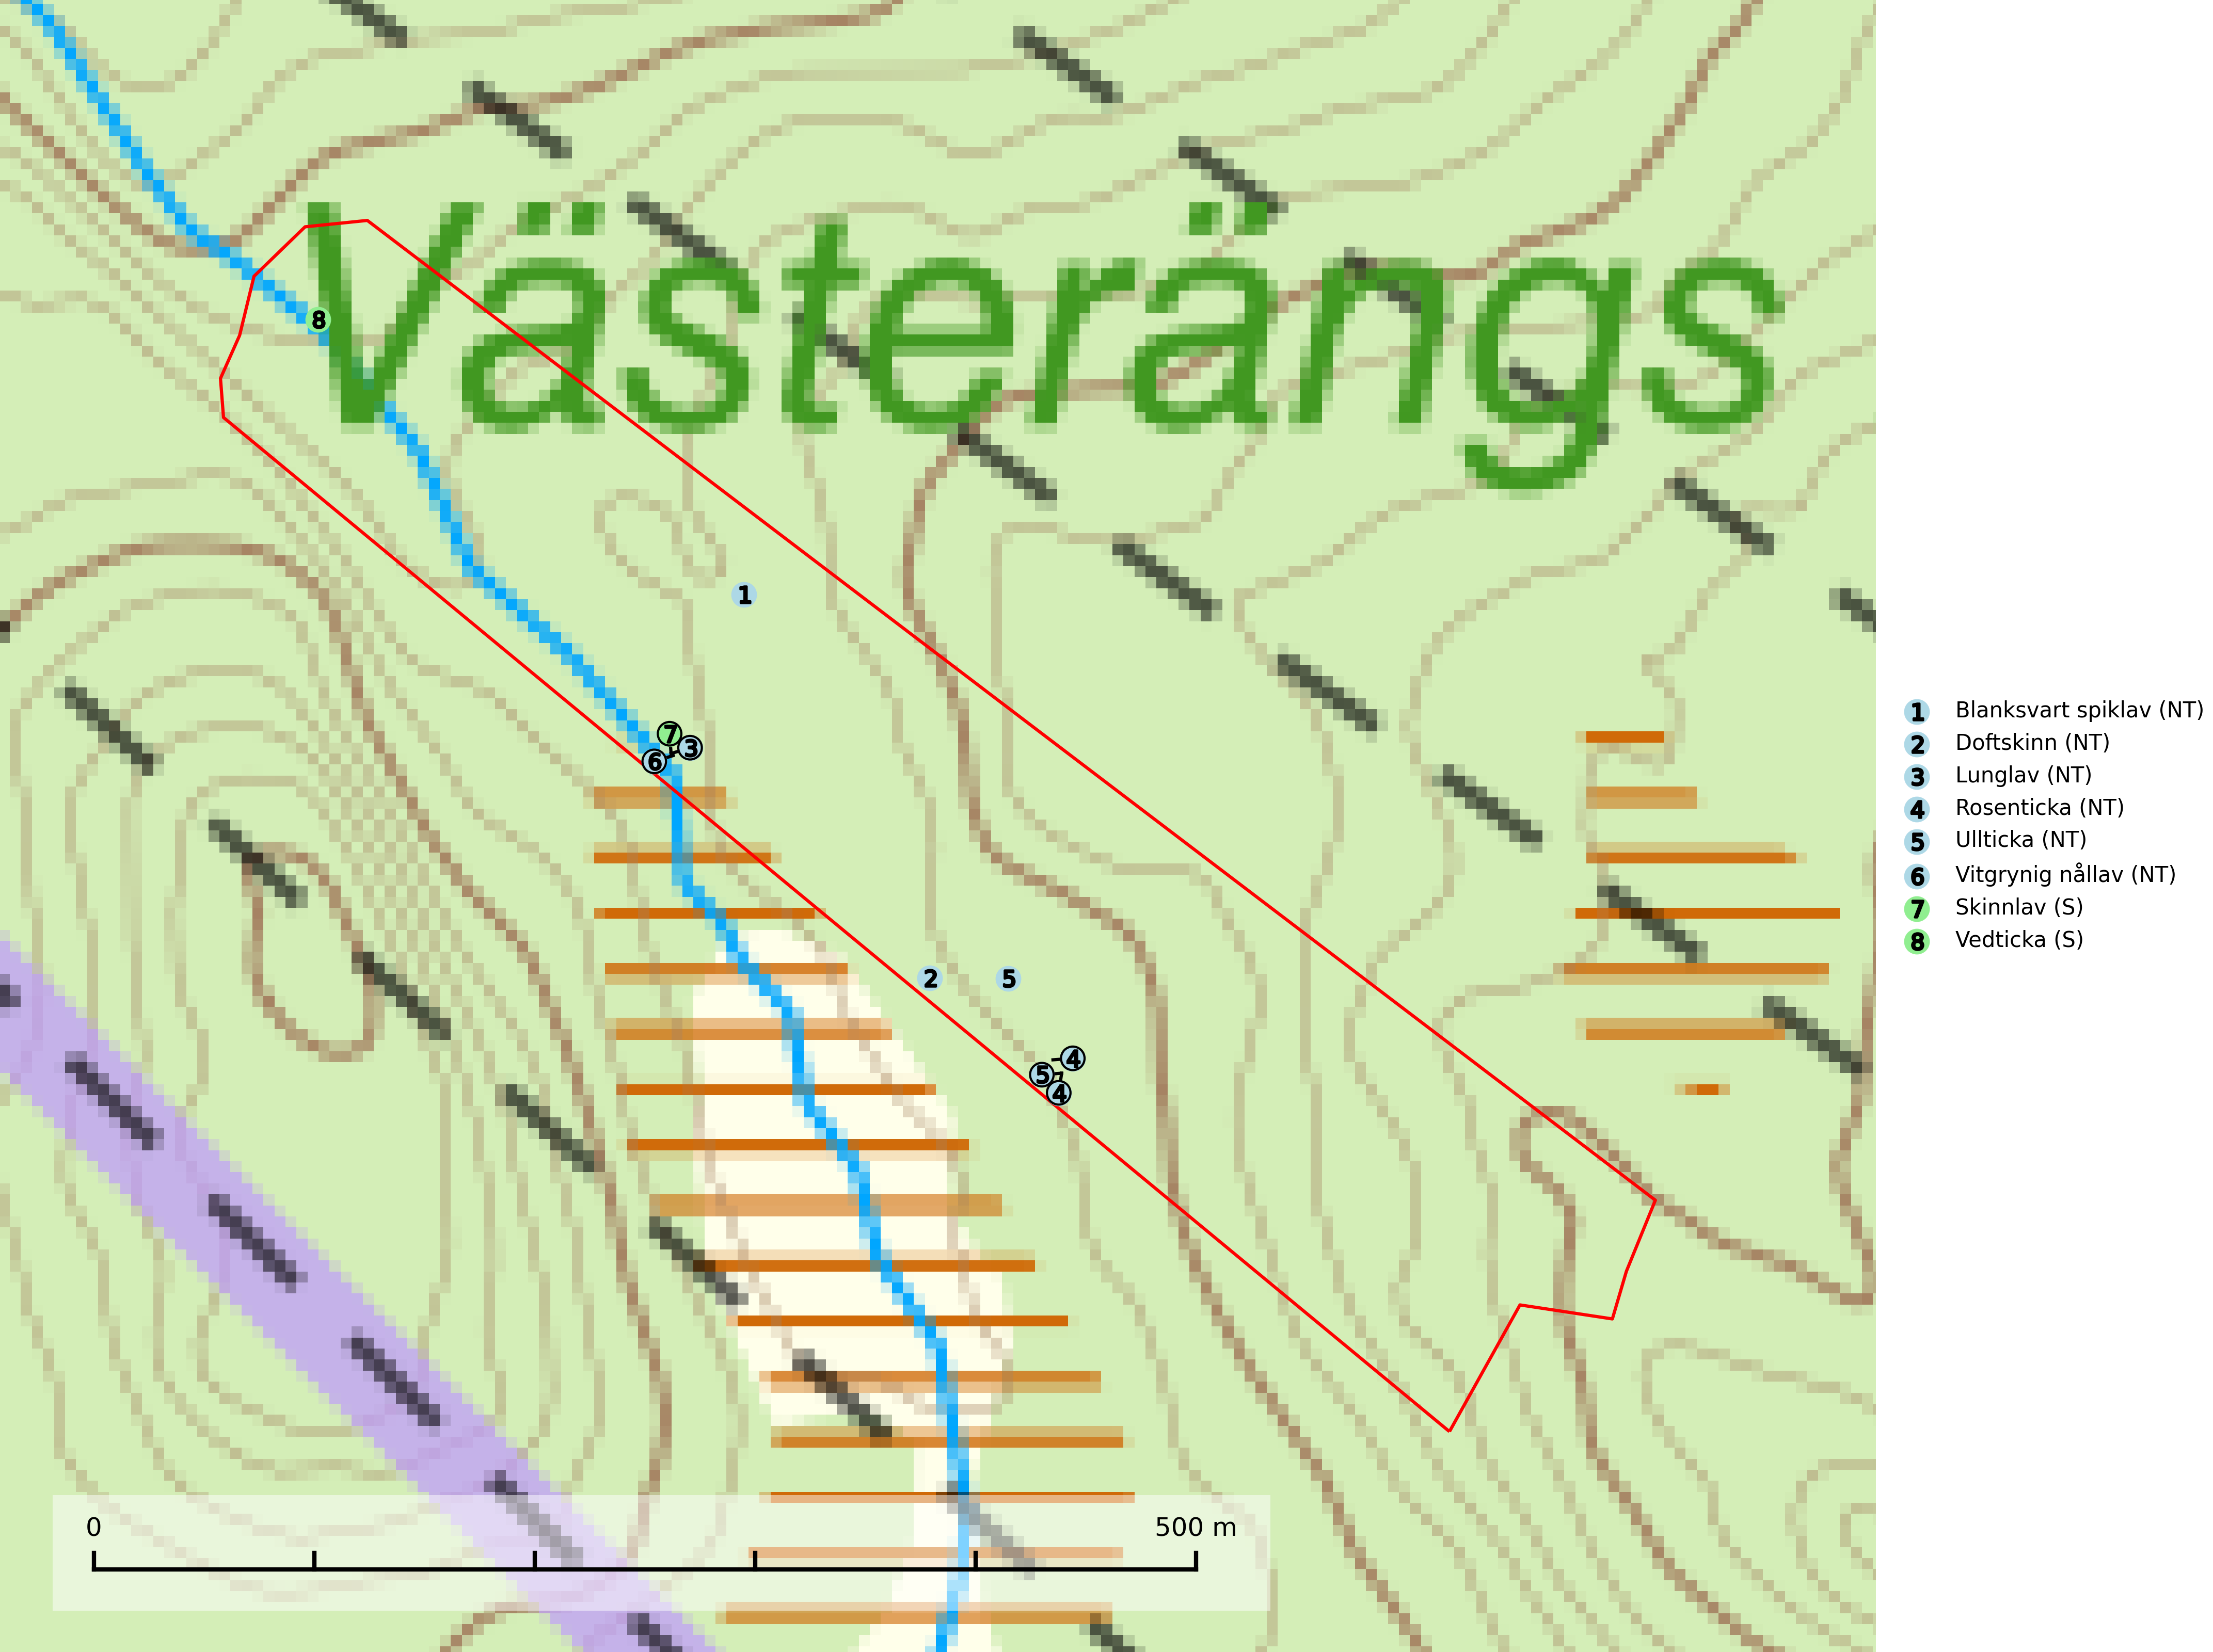 Västerängs
8
1
7
3
6
2
5
4
5
4
0
500 m
1 Blanksvart spiklav (NT)
2 Doftskinn (NT)
3 Lunglav (NT)
4 Rosenticka (NT)
5 Ullticka (NT)
6 Vitgrynig nållav (NT)
7 Skinnlav (S)
8 Vedticka (S)